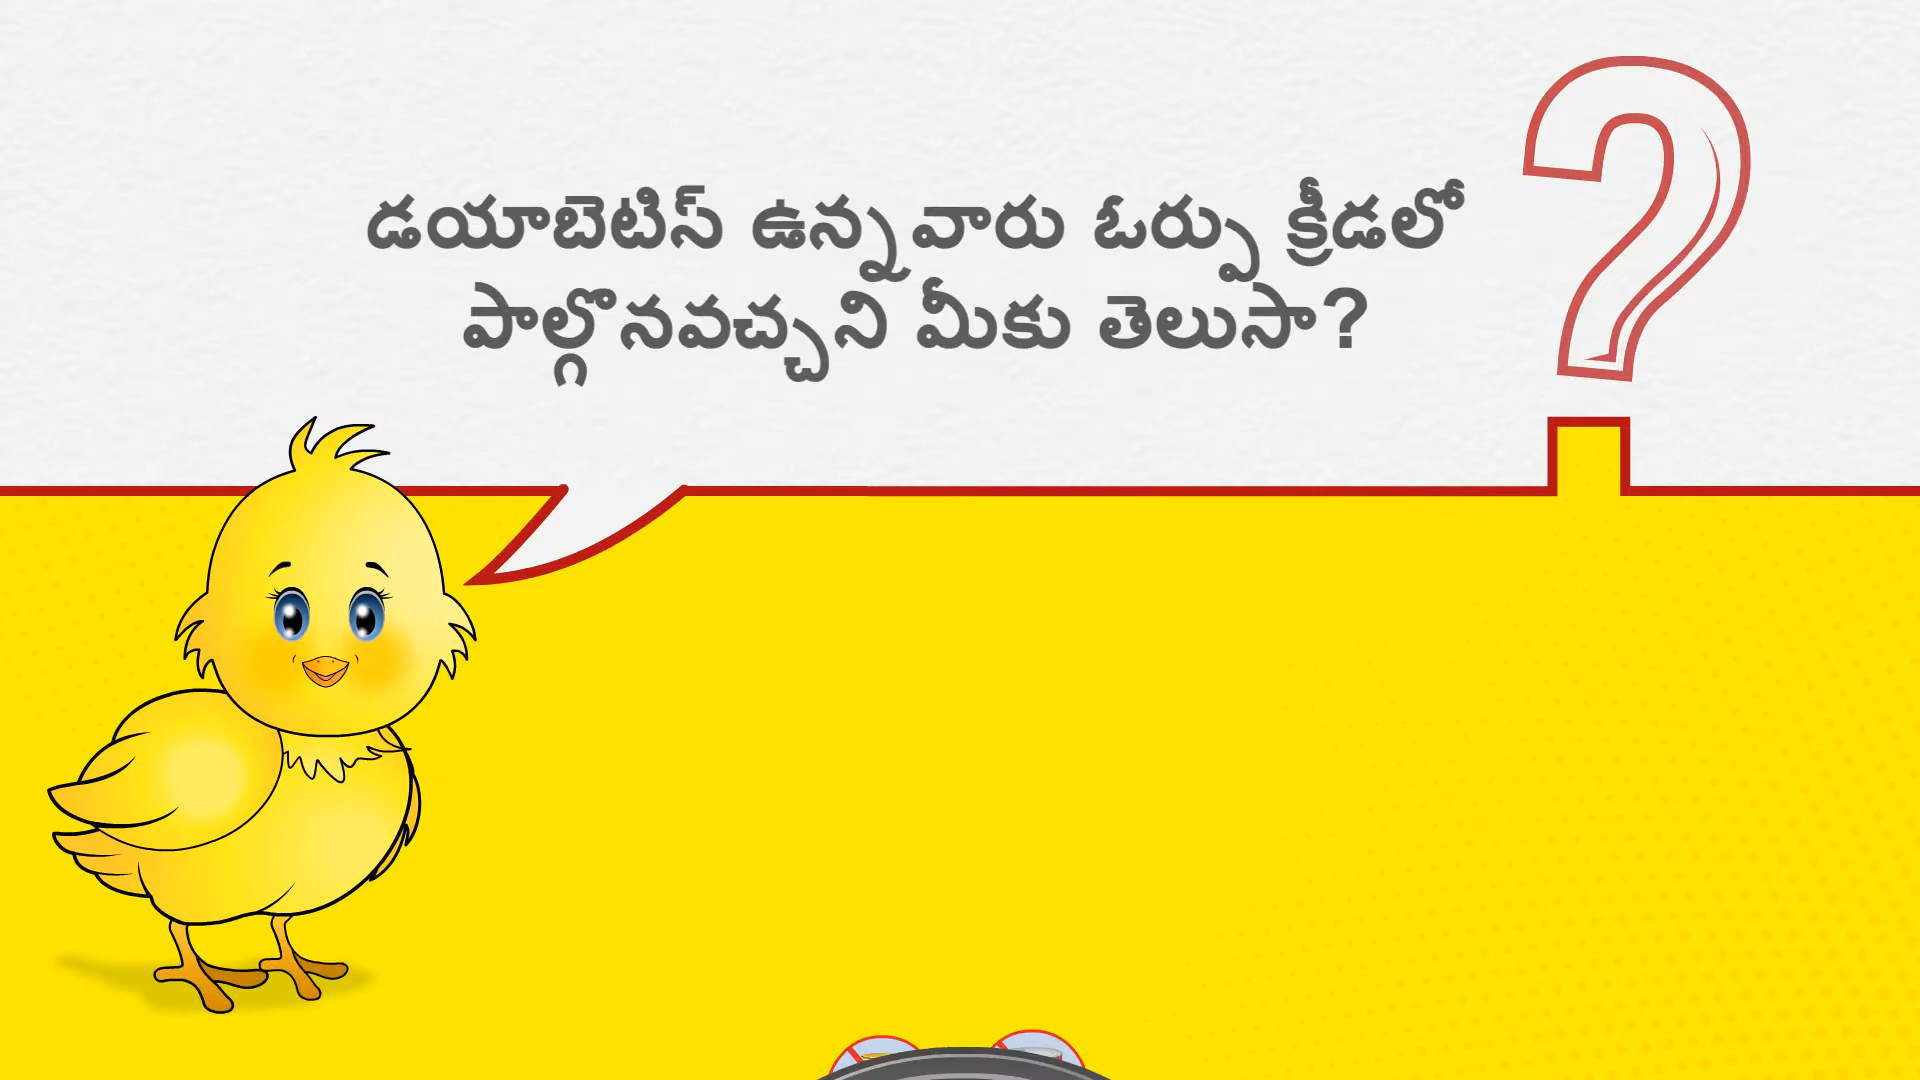 డయాబెటిస్ ఉన్నవారు ఓర్పు క్రీడలో
పాల్గొనవచ్చని మీకు తెలుసా?